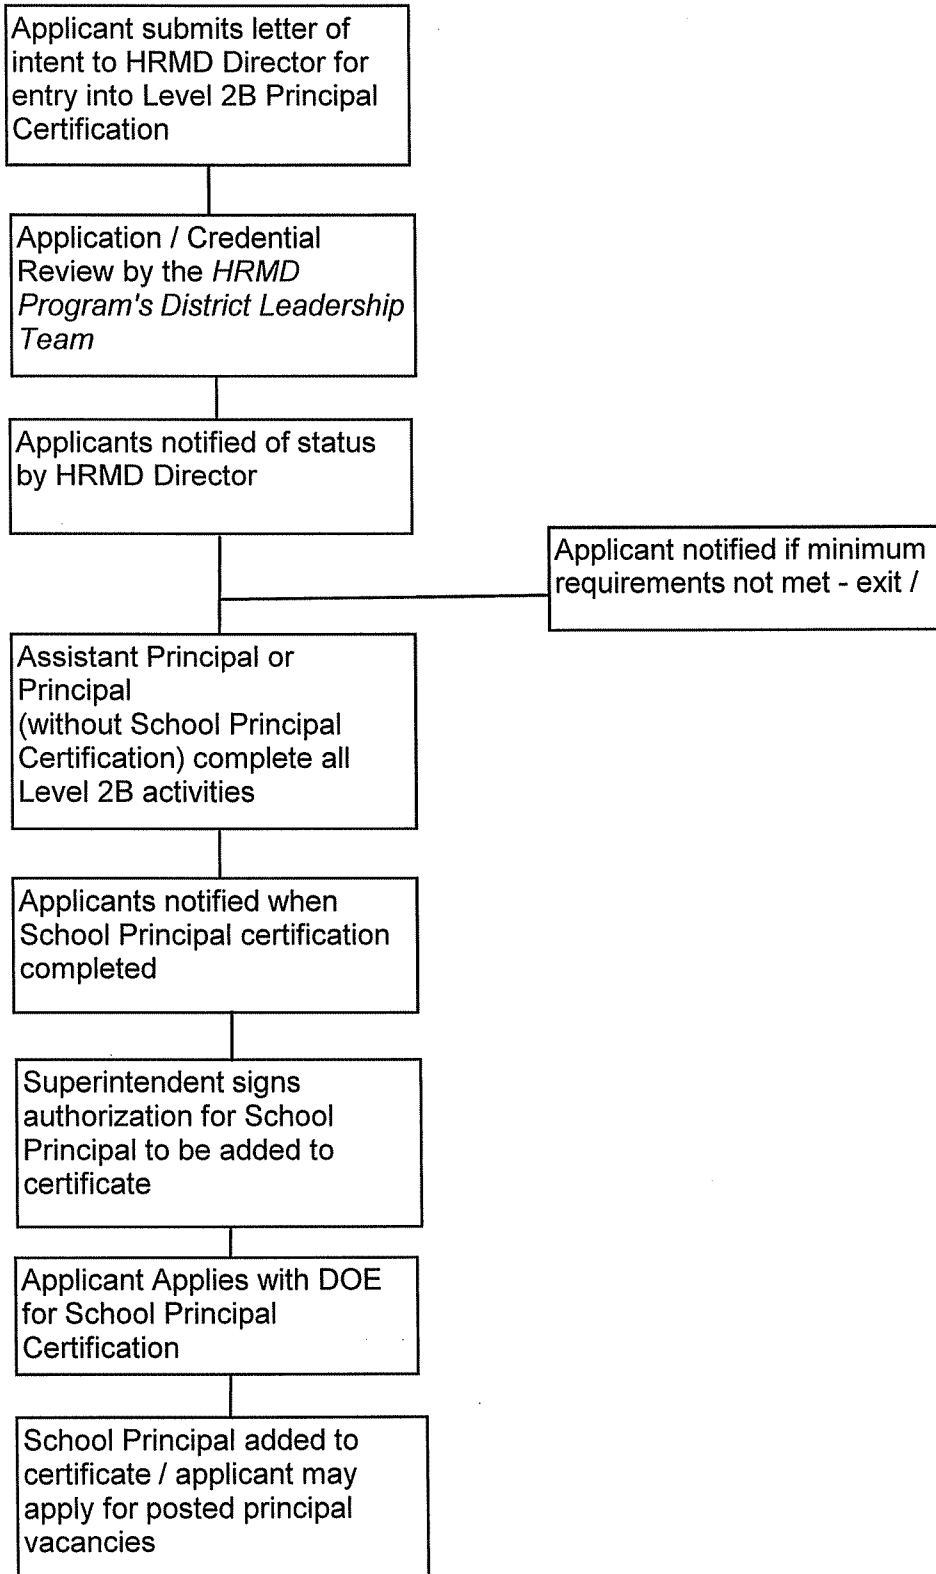 Applicant submits letter of
intent to HRMD Director for
entry into Level 2B Principal
Certification
Application / Credential
Review by the HRMD
Program's District Leadership
Team
Applicants notified of status
by HRMD Director
Applicant notified if minimum
requirements not met - exit /
Assistant Principal or
Principal
(without School Principal
Certification) complete all
Level 2B activities
Applicants notified when
School Principal certification
completed
Superintendent signs
authorization for School
Principal to be added to
certificate
Applicant Applies with DOE
for School Principal
Certification
School Principal added to
certificate / applicant may
apply for posted principal
vacancies